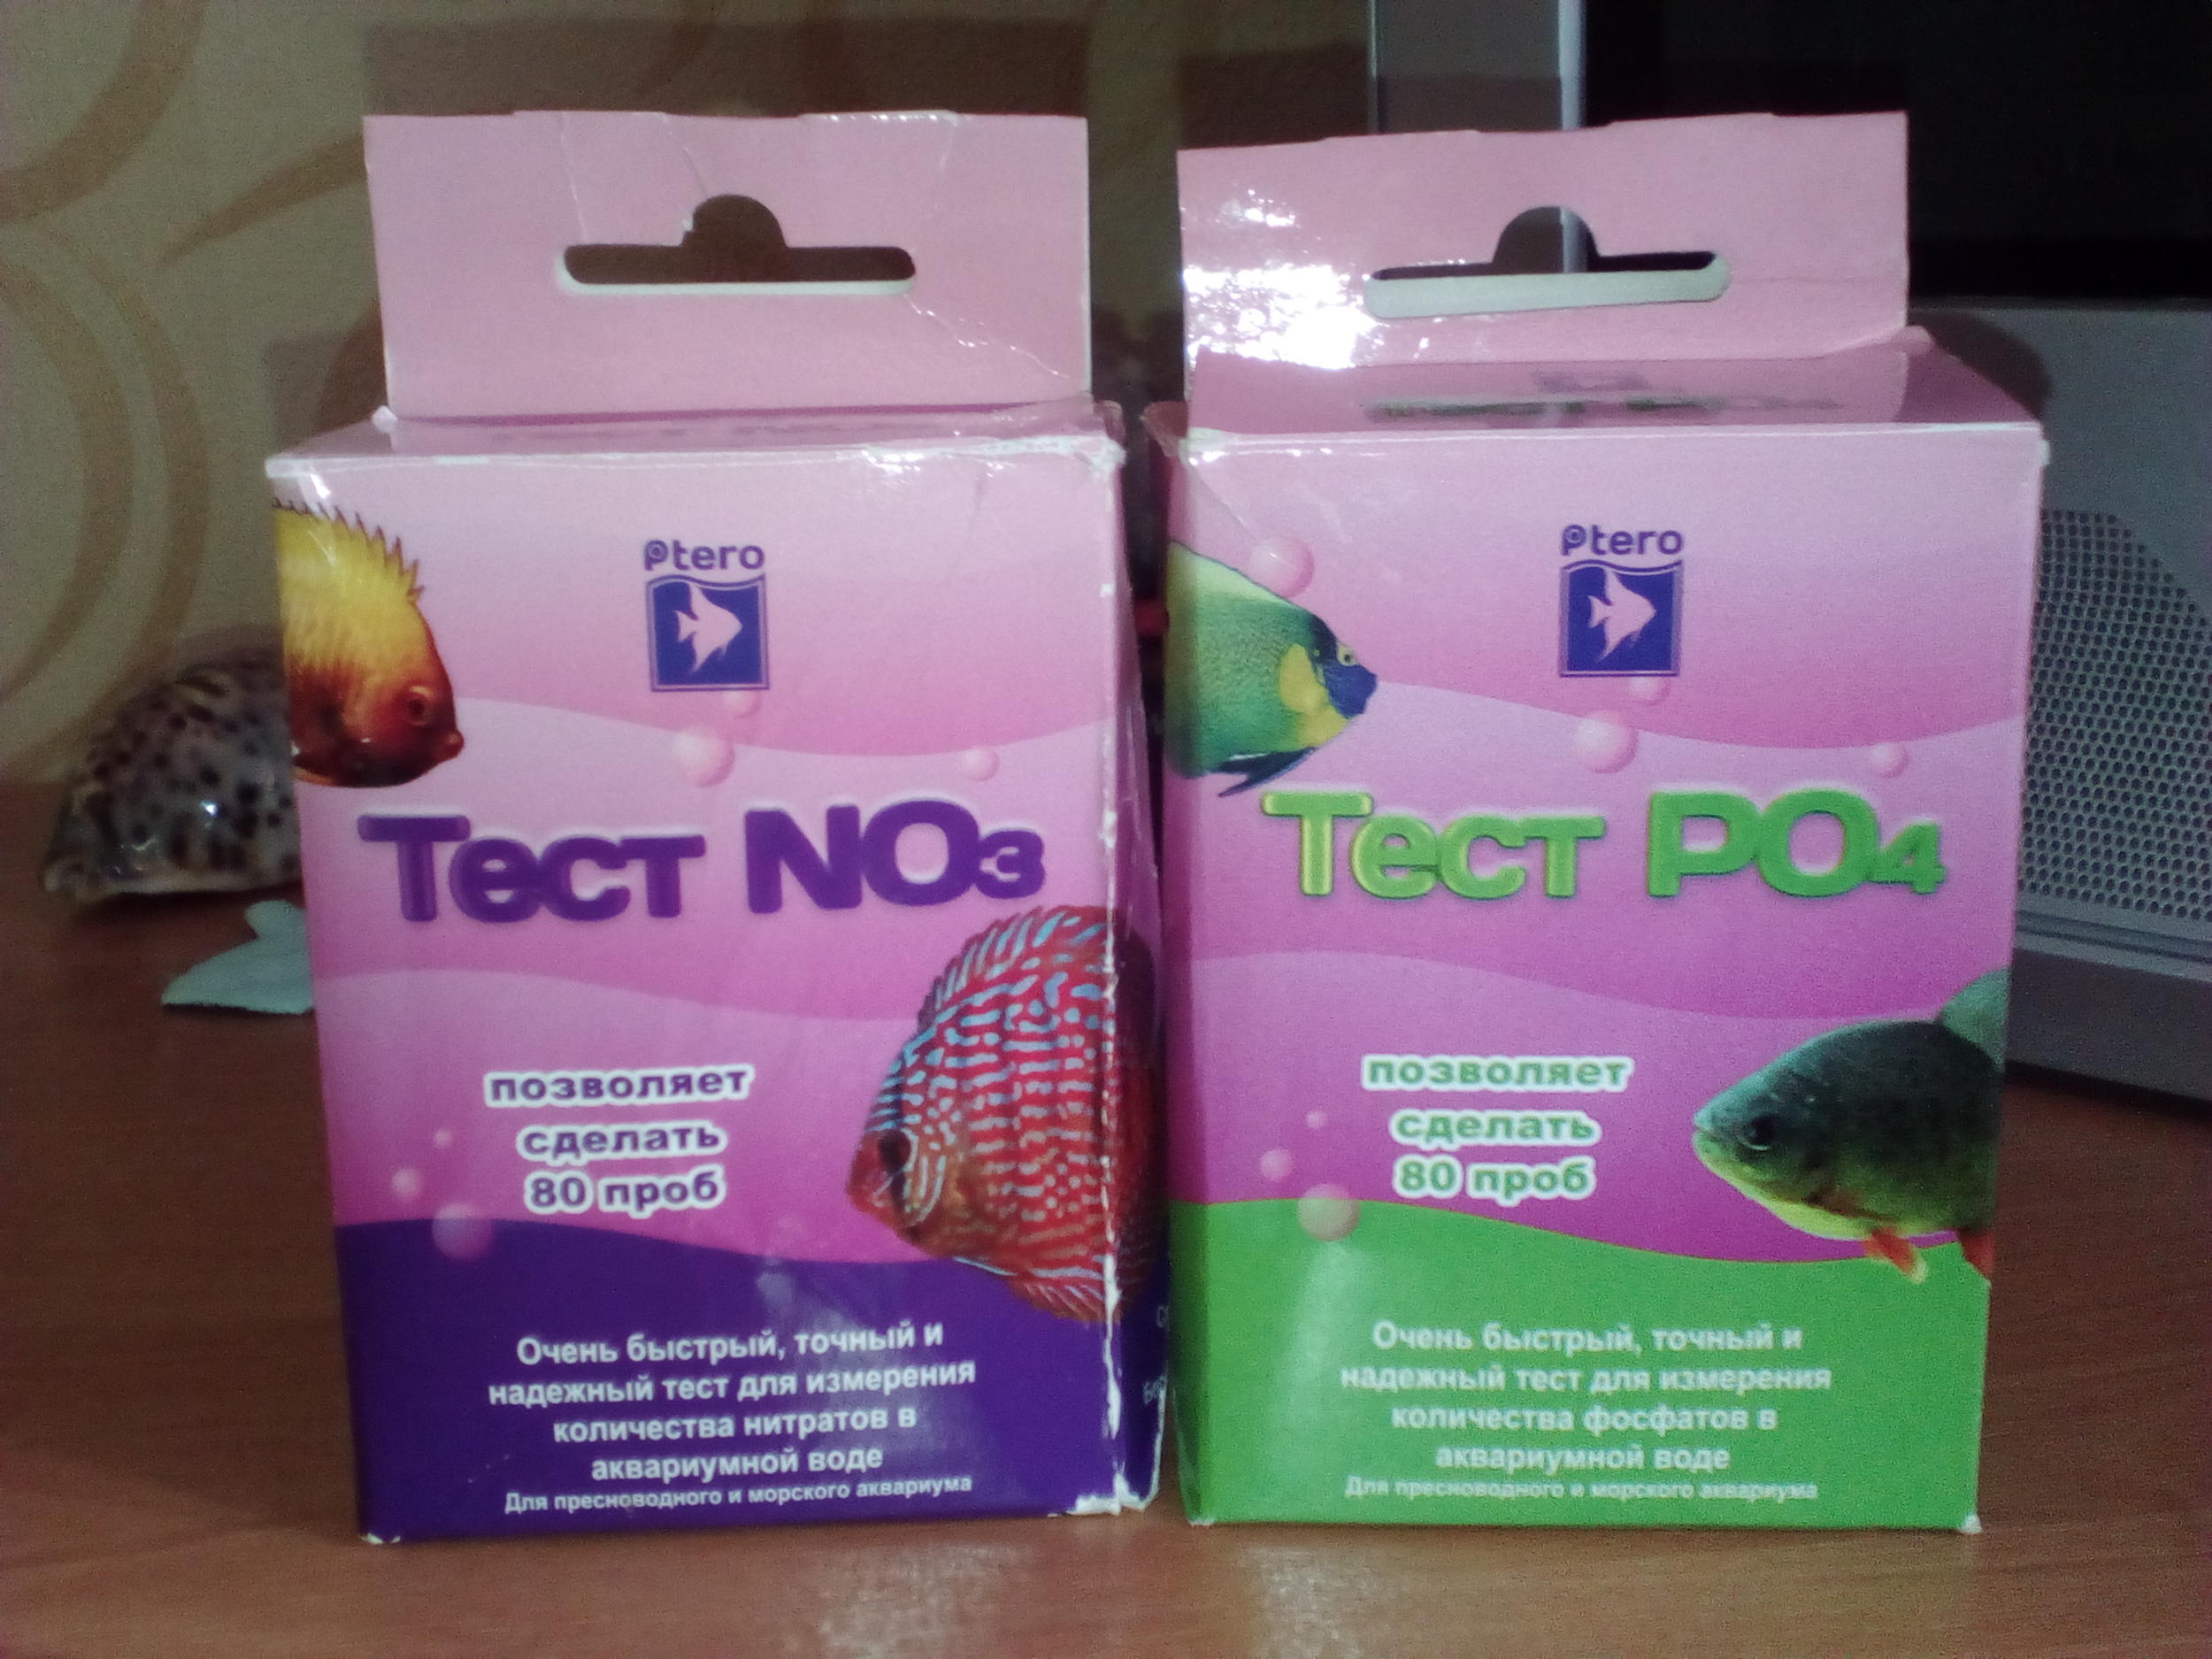 Ptero
Тест NO3
позволяет
сделать
80 проб
Очень быстрый, точный и
надежный тест для измерения
количества нитратов в
аквариумной воде
Для пресноводного и морского аквариума
Ptero
Тест PO4
позволяет
сделать
80 проб
Очень быстрый, точный и
надежный тест для измерения
количества фосфатов в
аквариумной воде
Для пресноводного и морского аквариума